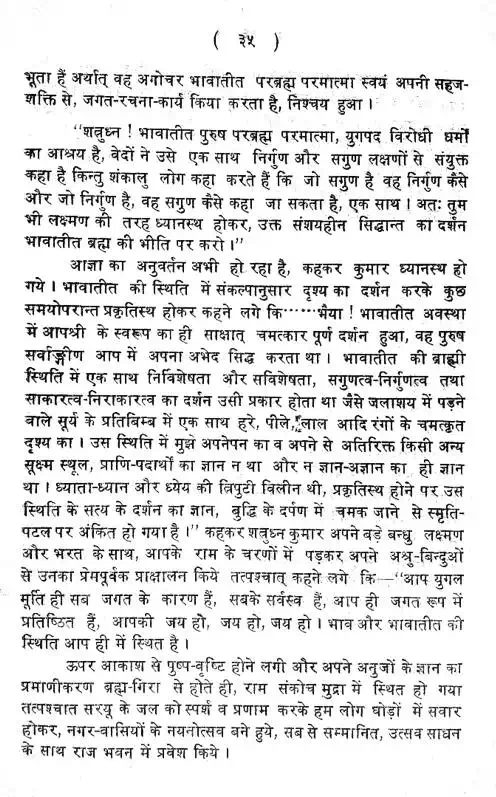 ( ३५ )
भूता हैं अर्थात् वह अगोचर भावातीत परब्रह्म परमात्मा स्वयं अपनी सहज-
शक्ति से, जगत-रचना-कार्य किया करता है, निश्चय हुआ ।
"शत्रुध्न ! भावातीत पुरुष परब्रह्म परमात्मा, युगपद विरोधी धर्मों
का आश्रय है, वेदों ने उसे एक साथ निर्गुण और सगुण लक्षणों से संयुक्त
कहा है किन्तु शंकालु लोग कहा करते हैं कि जो सगुण है वह निर्गुण कैसे
और जो निर्गुण है, वह सगुण कैसे कहा जा सकता है, एक साथ । अतः तुम
भी लक्ष्मण की तरह ध्यानस्थ होकर, उक्त संशयहीन सिद्धान्त का दर्शन
भावातीत ब्रह्म की भीति पर करो ।"
आज्ञा का अनुवर्तन अभी हो रहा है, कहकर कुमार ध्यानस्थ हो
गये । भावातीत की स्थिति में संकल्पानुसार दृश्य का दर्शन करके कुछ
समयोपरान्त प्रकृतिस्थ होकर कहने लगे कि……भैया ! भावातीत अवस्था
में आपश्री के स्वरूप का ही साक्षात् चमत्कार पूर्ण दर्शन हुआ, वह पुरुष
सर्वाङ्गीण आप में अपना अभेद सिद्ध करता था । भावातीत की ब्राह्मी
स्थिति में एक साथ निविशेषता और सविशेषता, सगुणत्व-निर्गुणत्व तथा
साकारत्व-निराकारत्व का दर्शन उसी प्रकार होता था जैसे जलाशय में पड़ने
वाले सूर्य के प्रतिबिम्ब में एक साथ हरे, पीले, लाल आदि रंगों के चमत्कृत
दृश्य का । उस स्थिति में मुझे अपनेपन का व अपने से अतिरिक्त किसी अन्य
सूक्ष्म स्थूल, प्राणि-पदार्थों का ज्ञान न था और न ज्ञान-अज्ञान का ही ज्ञान
था । ध्याता-ध्यान और ध्येय की त्रिपुटी विलीन थी, प्रकृतिस्थ होने पर उस
स्थिति के सत्य के दर्शन का ज्ञान, बुद्धि के दर्पण में चमक जाने से स्मृति-
पटल पर अंकित हो गया है ।" कहकर शत्रुध्न कुमार अपने बड़े बन्धु लक्ष्मण
और भरत के साथ, आपके राम के चरणों में पड़कर अपने अश्रु-बिन्दुओं
से उनका प्रेमपूर्वक प्राक्षालन किये तत्पश्चात् कहने लगे कि—"आप युगल
मूर्ति ही सब जगत के कारण हैं, सबके सर्वस्व हैं, आप ही जगत रूप में
प्रतिष्ठित हैं, आपकी जय हो, जय हो, जय हो । भाव और भावातीत की
स्थिति आप ही में स्थित है ।
ऊपर आकाश से पुष्प-वृष्टि होने लगी और अपने अनुजों के ज्ञान का
प्रमाणीकरण ब्रह्म-गिरा से होते ही, राम संकोच मुद्रा में स्थित हो गया
तत्पश्चात सरयू के जल को स्पर्श व प्रणाम करके हम लोग घोड़ों में सवार
होकर, नगर-वासियों के नयनोत्सव बने हुये, सब से सम्मानित, उत्सव साधन
के साथ राज भवन में प्रवेश किये ।